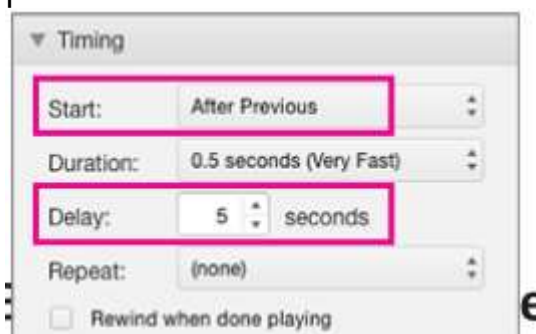 Timing
Start: After Previous
Duration: 0.5 seconds (Very Fast)
Delay: 5 seconds
Repeat: (none)
Rewind when done playing